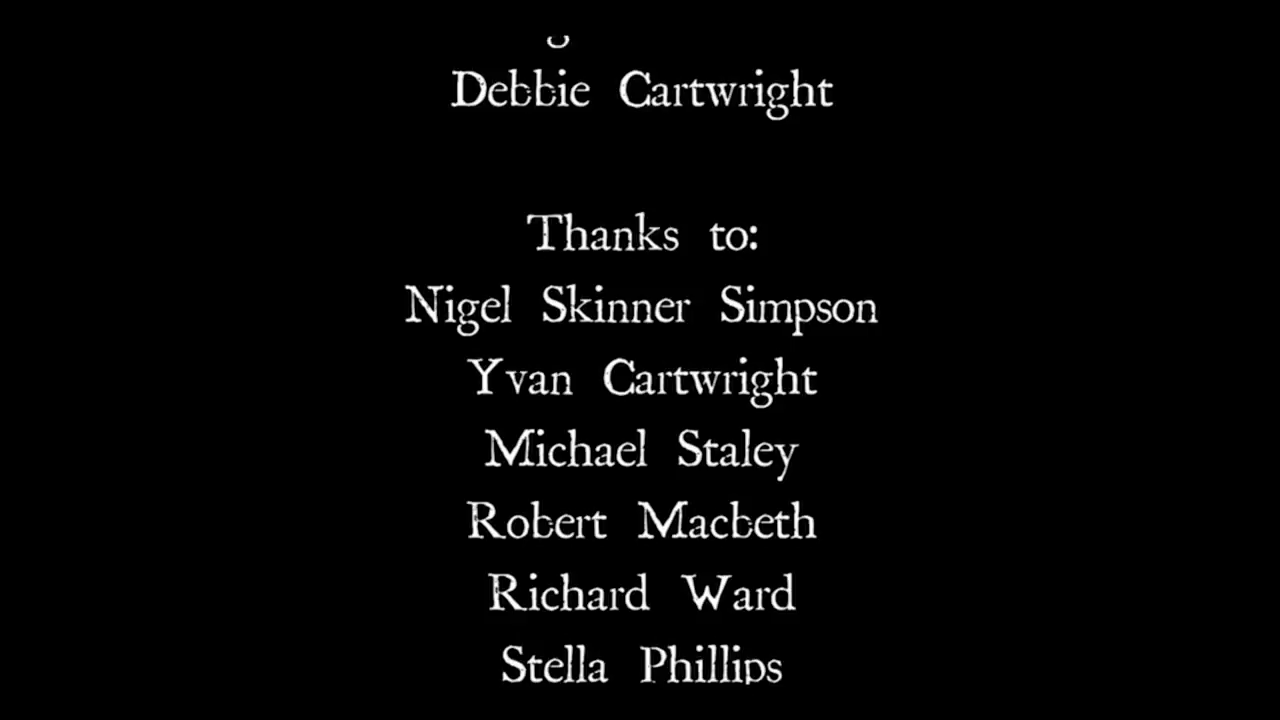 Debbie Cartwright
Thanks to:
Nigel Skinner Simpson
Yvan Cartwright
Michael Staley
Robert Macbeth
Richard Ward
Stella Phillips